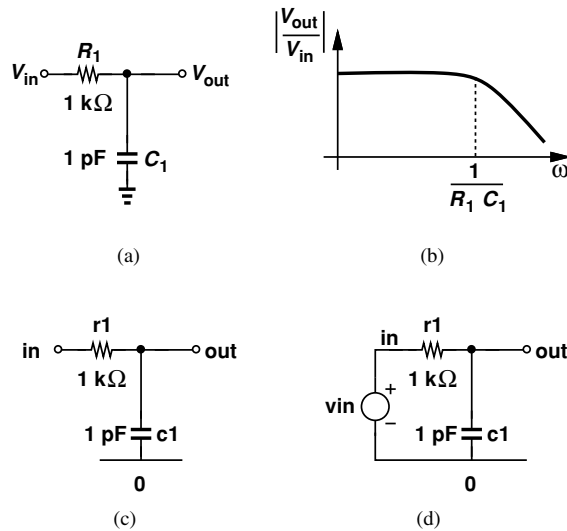 R1
Vin
Vout
1 kΩ
1 pF
C1
(a)
|Vout/Vin|
1
R1 C1
ω
(b)
r1
in
out
1 kΩ
1 pF
c1
0
(c)
in
r1
out
1 kΩ
vin
+
−
1 pF
c1
0
(d)